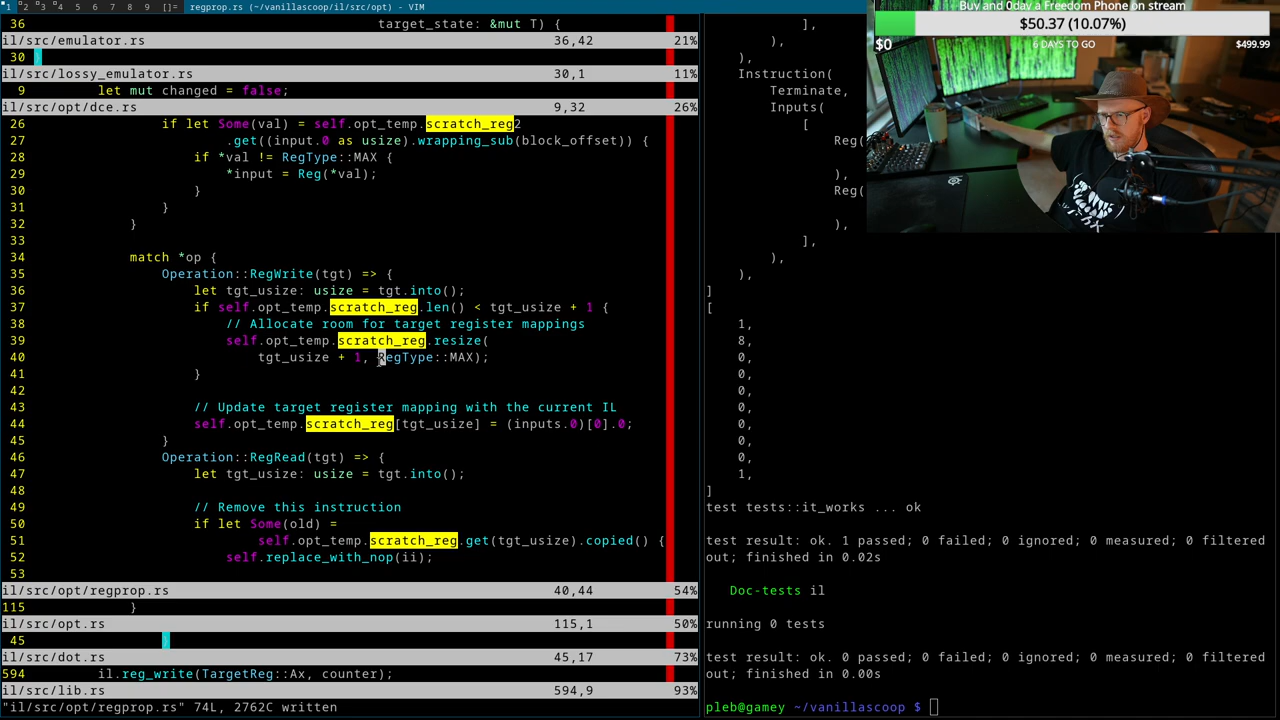 1 2 3 4 5 6 7 8 9 []= regprop.rs (~/vanillascoop/il/src/opt) - VIM
36 target_state: &mut T) {
il/src/emulator.rs 36,42 21%
30 }
il/src/lossy_emulator.rs 30,1 11%
9 let mut changed = false;
il/src/opt/dce.rs 9,32 26%
26 if let Some(val) = self.opt_temp.scratch_reg2
27 .get((input.0 as usize).wrapping_sub(block_offset)) {
28 if *val != RegType::MAX {
29 *input = Reg(*val);
30 }
31 }
32 }
33
34 match *op {
35 Operation::RegWrite(tgt) => {
36 let tgt_usize: usize = tgt.into();
37 if self.opt_temp.scratch_reg.len() < tgt_usize + 1 {
38 // Allocate room for target register mappings
39 self.opt_temp.scratch_reg.resize(
40 tgt_usize + 1, RegType::MAX);
41 }
42
43 // Update target register mapping with the current IL
44 self.opt_temp.scratch_reg[tgt_usize] = (inputs.0)[0].0;
45 }
46 Operation::RegRead(tgt) => {
47 let tgt_usize: usize = tgt.into();
48
49 // Remove this instruction
50 if let Some(old) =
51 self.opt_temp.scratch_reg.get(tgt_usize).copied() {
52 self.replace_with_nop(ii);
53
il/src/opt/regprop.rs 40,44 54%
115 }
il/src/opt.rs 115,1 50%
45 }
il/src/dot.rs 45,17 73%
594 il.reg_write(TargetReg::Ax, counter);
il/src/lib.rs 594,9 93%
"il/src/opt/regprop.rs" 74L, 2762C written
],
),
),
Instruction(
Terminate,
Inputs(
[
Reg(
),
Reg(
),
],
),
),
]
[
1,
8,
0,
0,
0,
0,
0,
0,
0,
1,
]
test tests::it_works ... ok
test result: ok. 1 passed; 0 failed; 0 ignored; 0 measured; 0 filtered
out; finished in 0.02s
Doc-tests il
running 0 tests
test result: ok. 0 passed; 0 failed; 0 ignored; 0 measured; 0 filtered
out; finished in 0.00s
pleb@gamey ~/vanillascoop $
Buy and 0day a Freedom Phone on stream
$50.37 (10.07%)
$0 6 DAYS TO GO $499.99